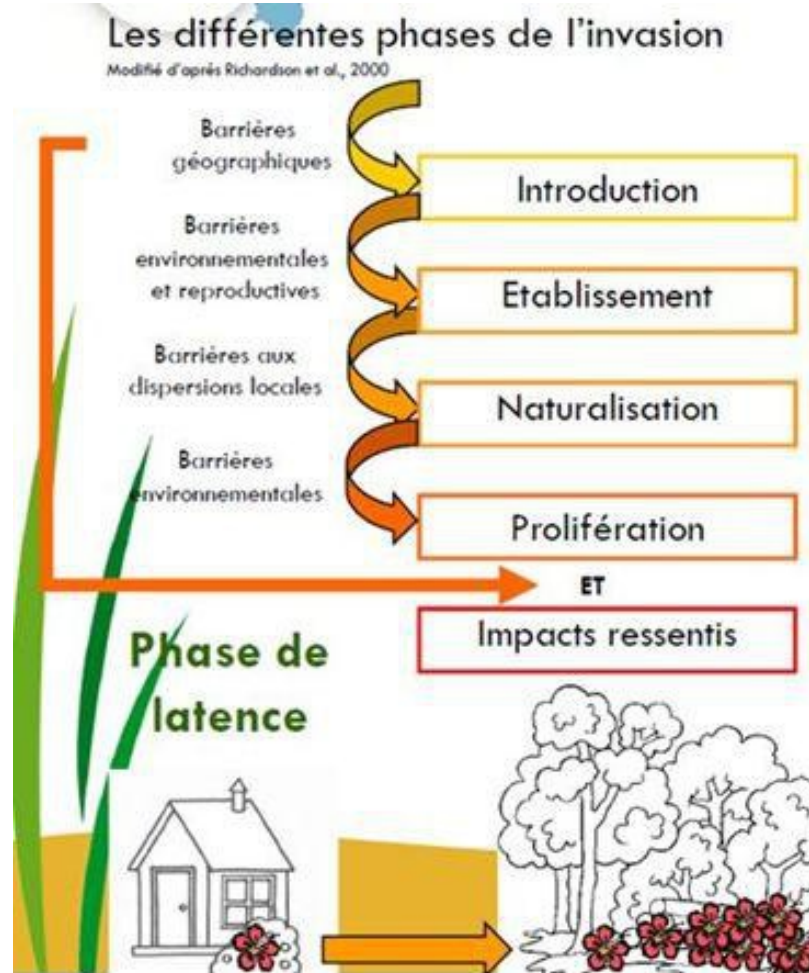 Les différentes phases de l'invasion
Modifié d'après Richardson et al., 2000
Barrières
géographiques
Introduction
Barrières
environnementales
et reproductives
Etablissement
Barrières aux
dispersions locales
Naturalisation
Barrières
environnementales
Prolifération
ET
Impacts ressentis
Phase de
latence